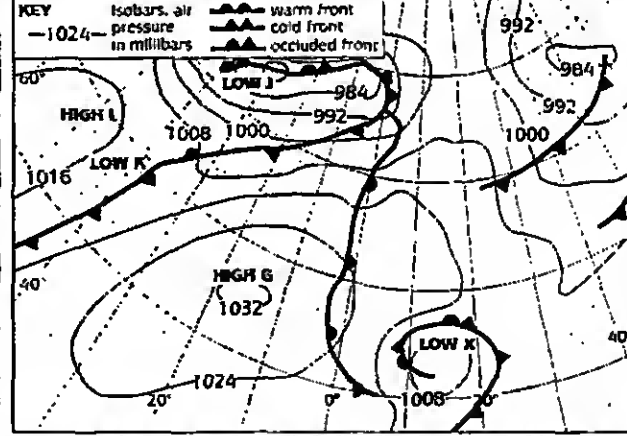 KEY
Isobars, air
pressure
in millibars
—1024—
warm front
cold front
occluded front
992
984
992
1000
60°
LOW J
984
992
HIGH L
1008
1000
LOW K
1016
40°
HIGH G
1032
LOW X
40
1024
20°
0°
1008
20°